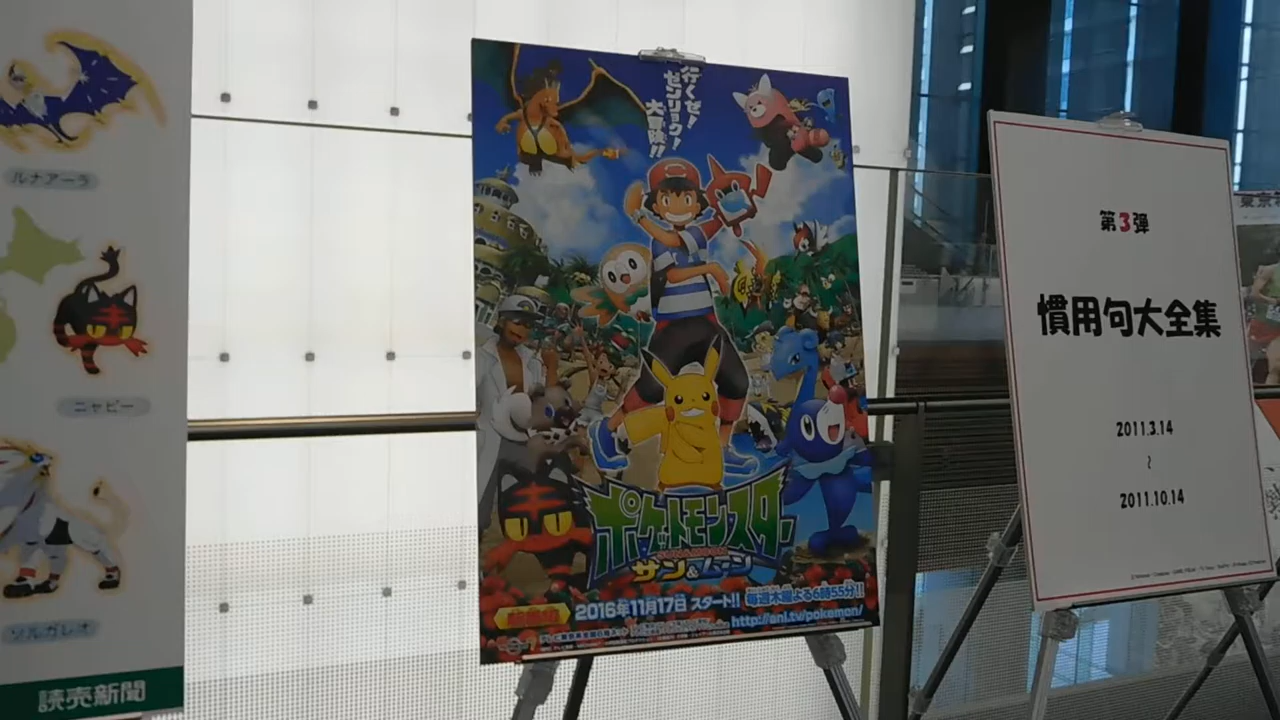 ルナアーラ
ニャビー
ソルガレオ
読売新聞
行くぜ!
ゼンリョク!
大冒険!!
ポケットモンスター
サン&ムーン
2016年11月17日 スタート!! 毎週木曜よる6時55分!!
http://ani.tv/pokemon/
第3弾
慣用句大全集
2011.3.14
~
2011.10.14